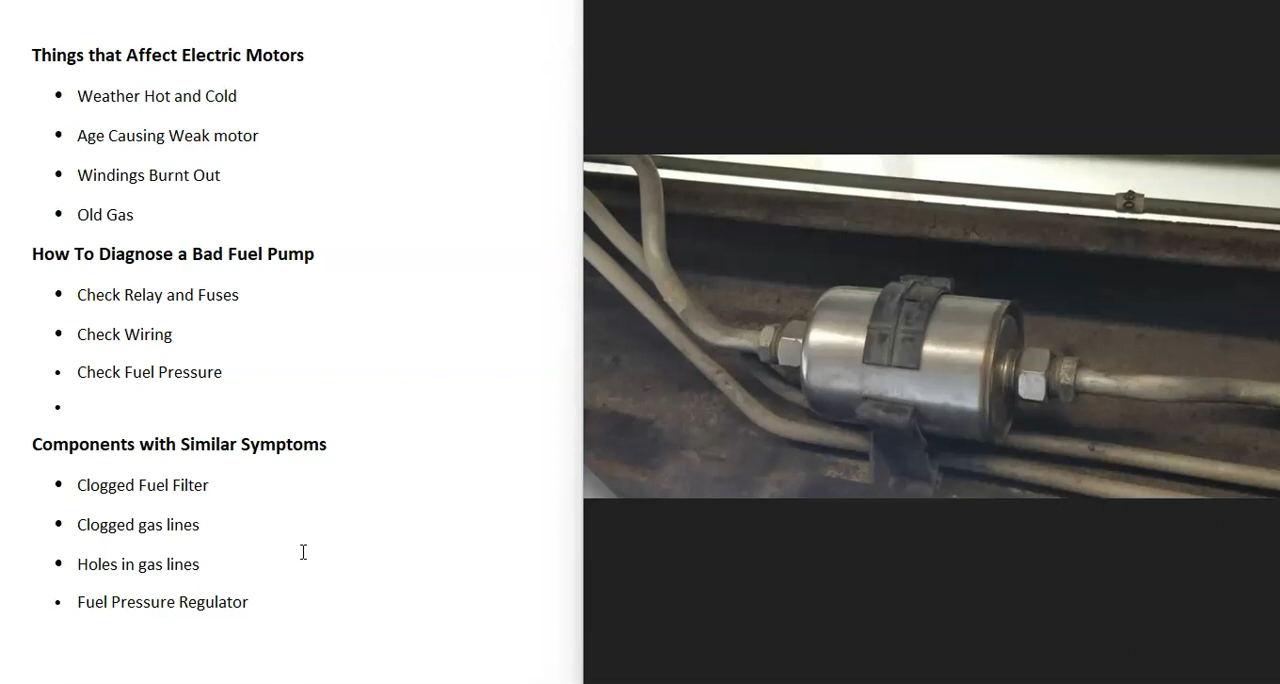 Things that Affect Electric Motors
• Weather Hot and Cold
• Age Causing Weak motor
• Windings Burnt Out
• Old Gas
How To Diagnose a Bad Fuel Pump
• Check Relay and Fuses
• Check Wiring
• Check Fuel Pressure
•
Components with Similar Symptoms
• Clogged Fuel Filter
• Clogged gas lines
• Holes in gas lines
• Fuel Pressure Regulator